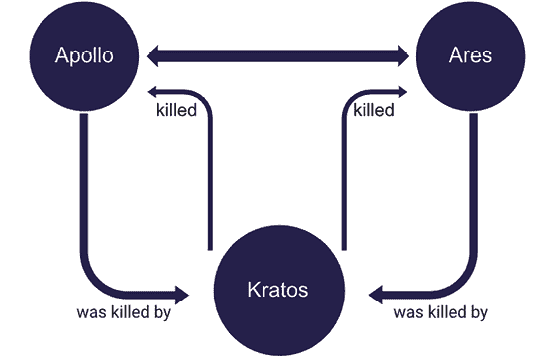 Apollo
Ares
killed
killed
Kratos
was killed by
was killed by